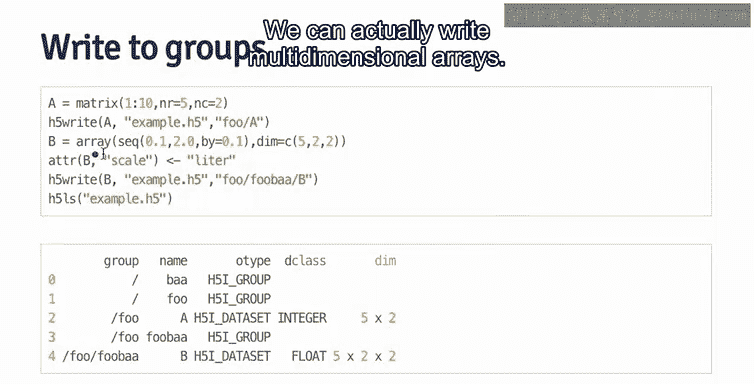 We can actually write
multidimensional arrays.
Write to groups
A = matrix(1:10,nr=5,nc=2)
h5write(A, "example.h5","foo/A")
B = array(seq(0.1,2.0,by=0.1),dim=c(5,2,2))
attr(B, "scale") <- "liter"
h5write(B, "example.h5","foo/foobaa/B")
h5ls("example.h5")
group name otype dclass dim
0 / baa H5I_GROUP
1 / foo H5I_GROUP
2 /foo A H5I_DATASET INTEGER 5 x 2
3 /foo foobaa H5I_GROUP
4 /foo/foobaa B H5I_DATASET FLOAT 5 x 2 x 2